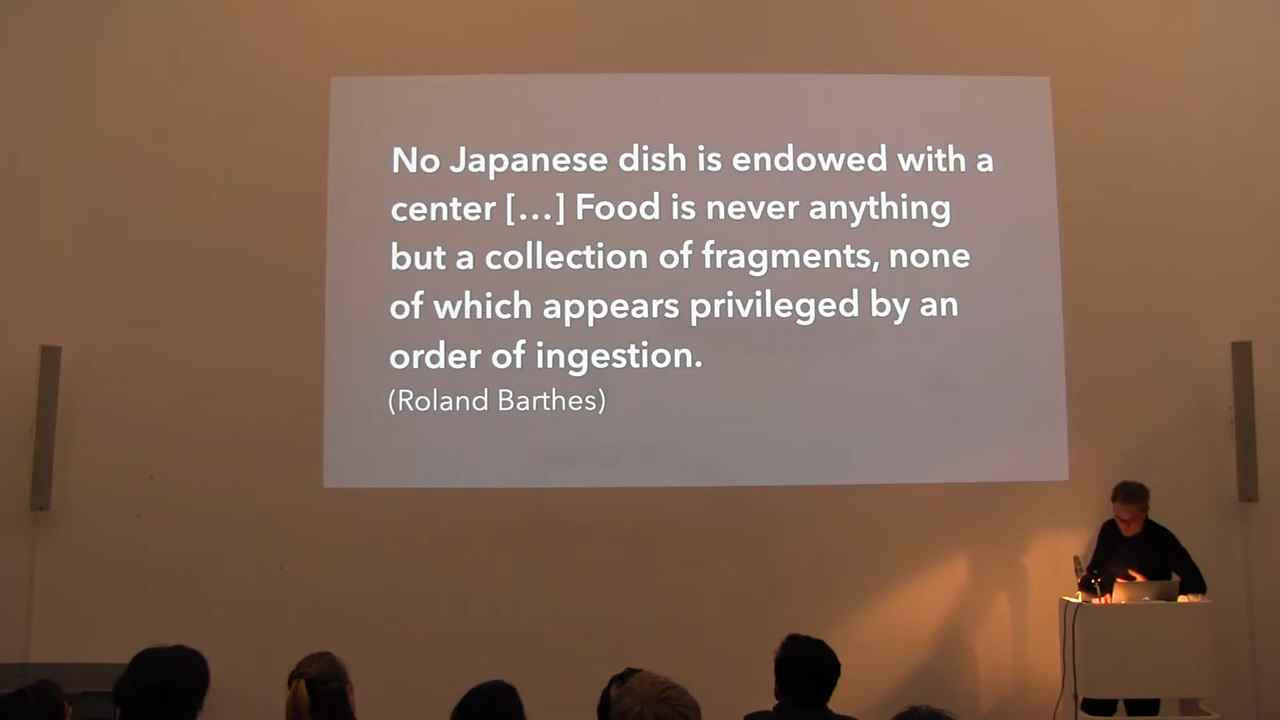 No Japanese dish is endowed with a
center […] Food is never anything
but a collection of fragments, none
of which appears privileged by an
order of ingestion.
(Roland Barthes)